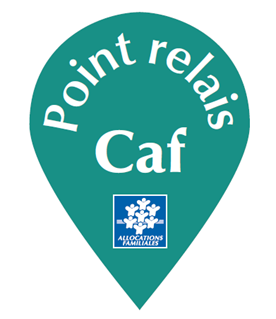 Point relais
Caf
ALLOCATIONS
FAMILIALES